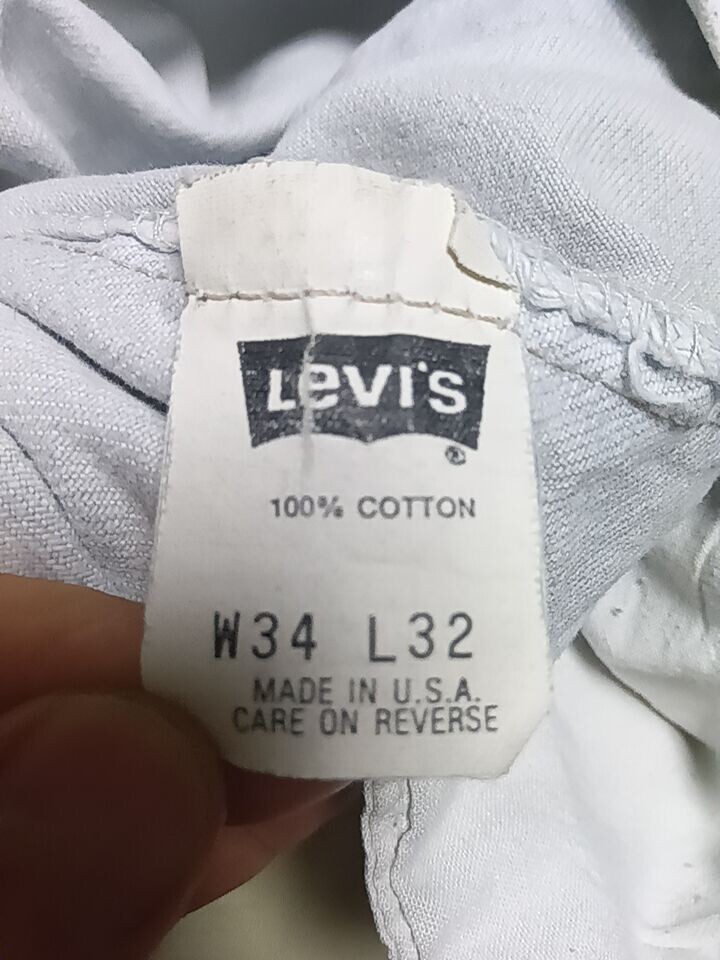 LEVI'S
®
100% COTTON
W34 L32
MADE IN U.S.A.
CARE ON REVERSE